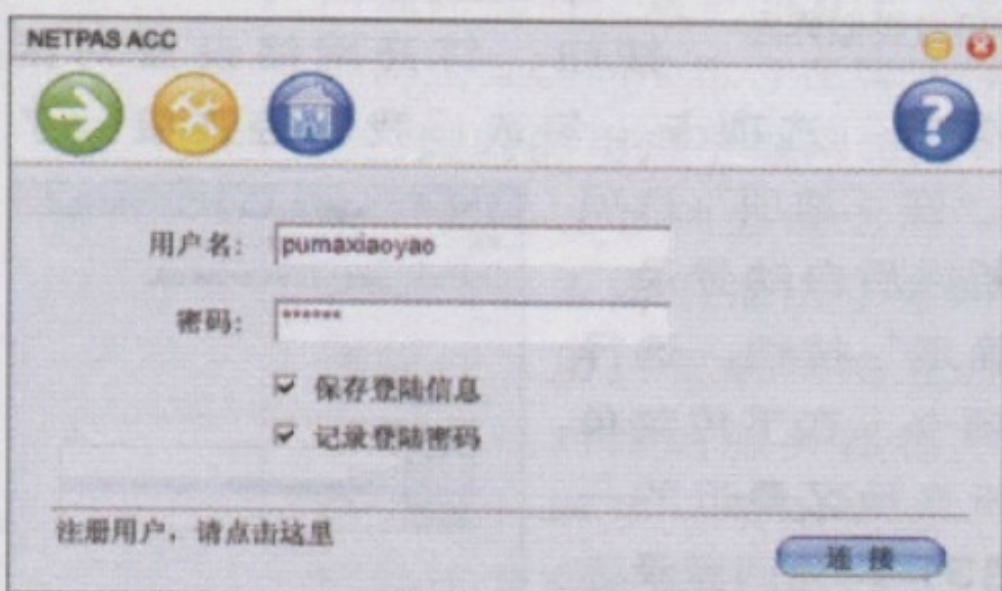 NETPAS ACC
用户名: pumaxiaoyao
密码: ******
保存登陆信息
记录登陆密码
注册用户，请点击这里
连接